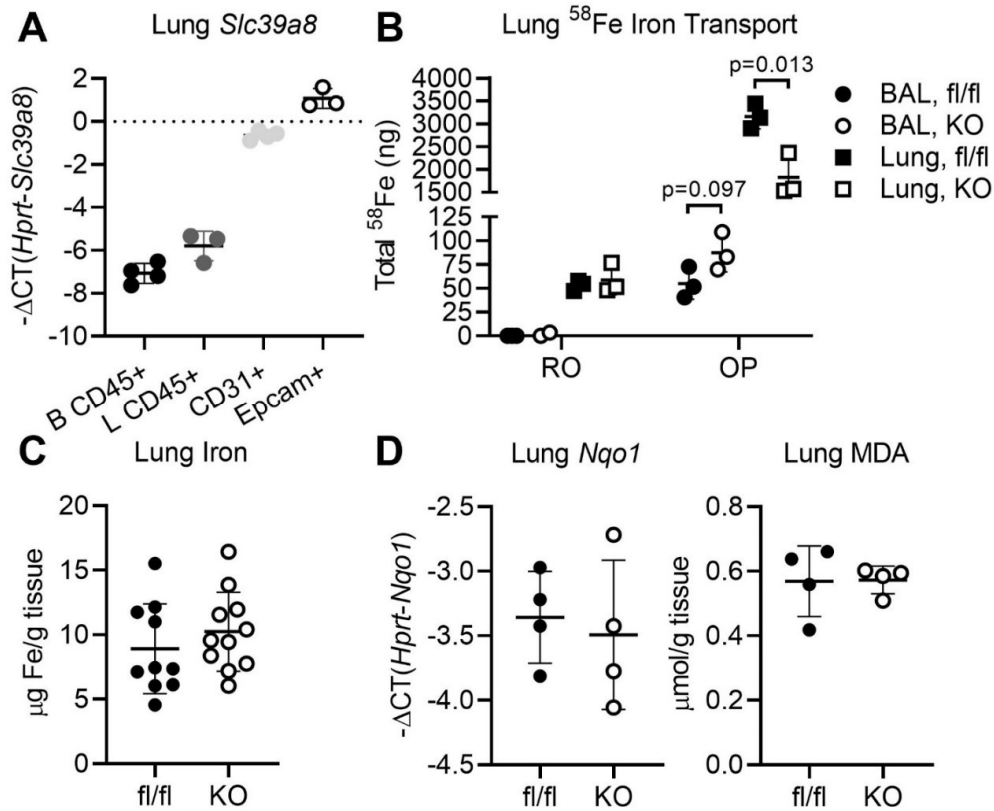 A
Lung Slc39a8
-ΔCT(Hprt-Slc39a8)
2
0
-2
-4
-6
-8
-10
B CD45+
L CD45+
CD31+
Epcam+
B
Lung ⁵⁸Fe Iron Transport
Total ⁵⁸Fe (ng)
4000
3500
3000
2500
2000
1500
125
100
75
50
25
0
p=0.013
p=0.097
RO
OP
BAL, fl/fl
BAL, KO
Lung, fl/fl
Lung, KO
C
Lung Iron
µg Fe/g tissue
20
15
10
5
0
fl/fl
KO
D
Lung Nqo1
-ΔCT(Hprt-Nqo1)
-2.5
-3.0
-3.5
-4.0
-4.5
fl/fl
KO
Lung MDA
µmol/g tissue
0.8
0.6
0.4
0.2
0.0
fl/fl
KO